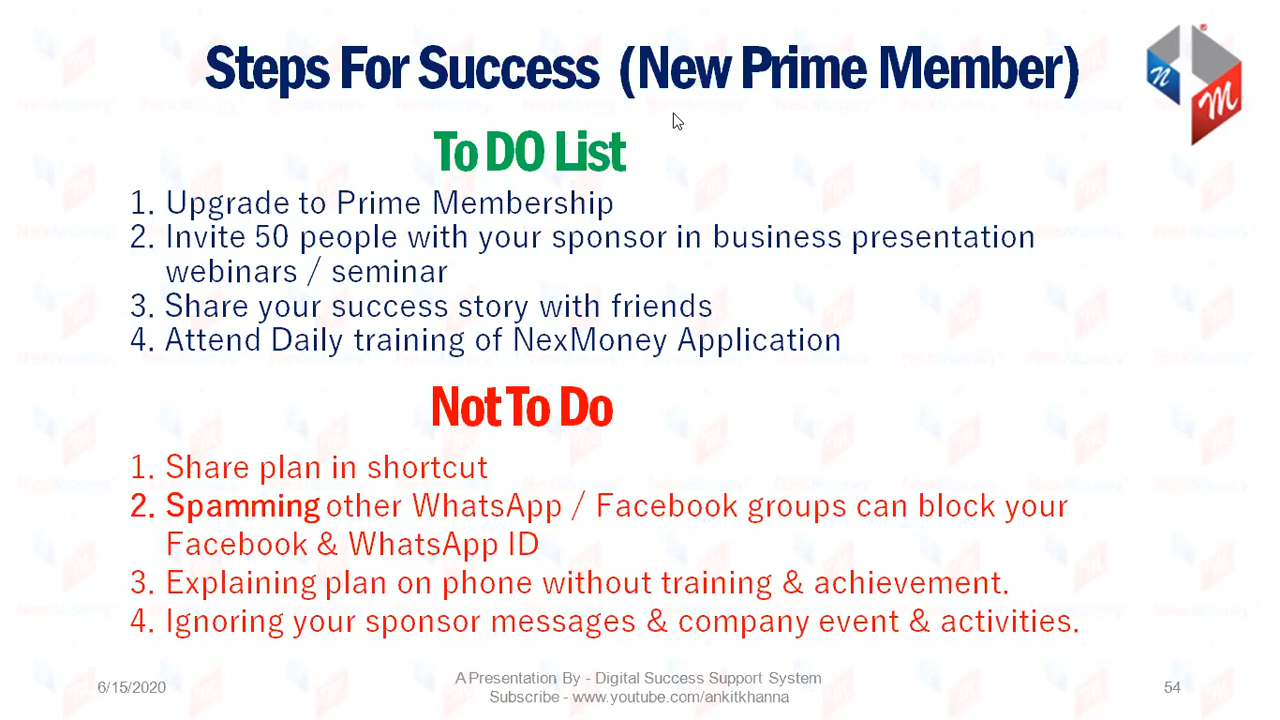 Steps For Success (New Prime Member)
To DO List
1. Upgrade to Prime Membership
2. Invite 50 people with your sponsor in business presentation
webinars / seminar
3. Share your success story with friends
4. Attend Daily training of NexMoney Application
Not To Do
1. Share plan in shortcut
2. Spamming other WhatsApp / Facebook groups can block your
Facebook & WhatsApp ID
3. Explaining plan on phone without training & achievement.
4. Ignoring your sponsor messages & company event & activities.
6/15/2020
A Presentation By - Digital Success Support System
Subscribe - www.youtube.com/ankitkhanna
54